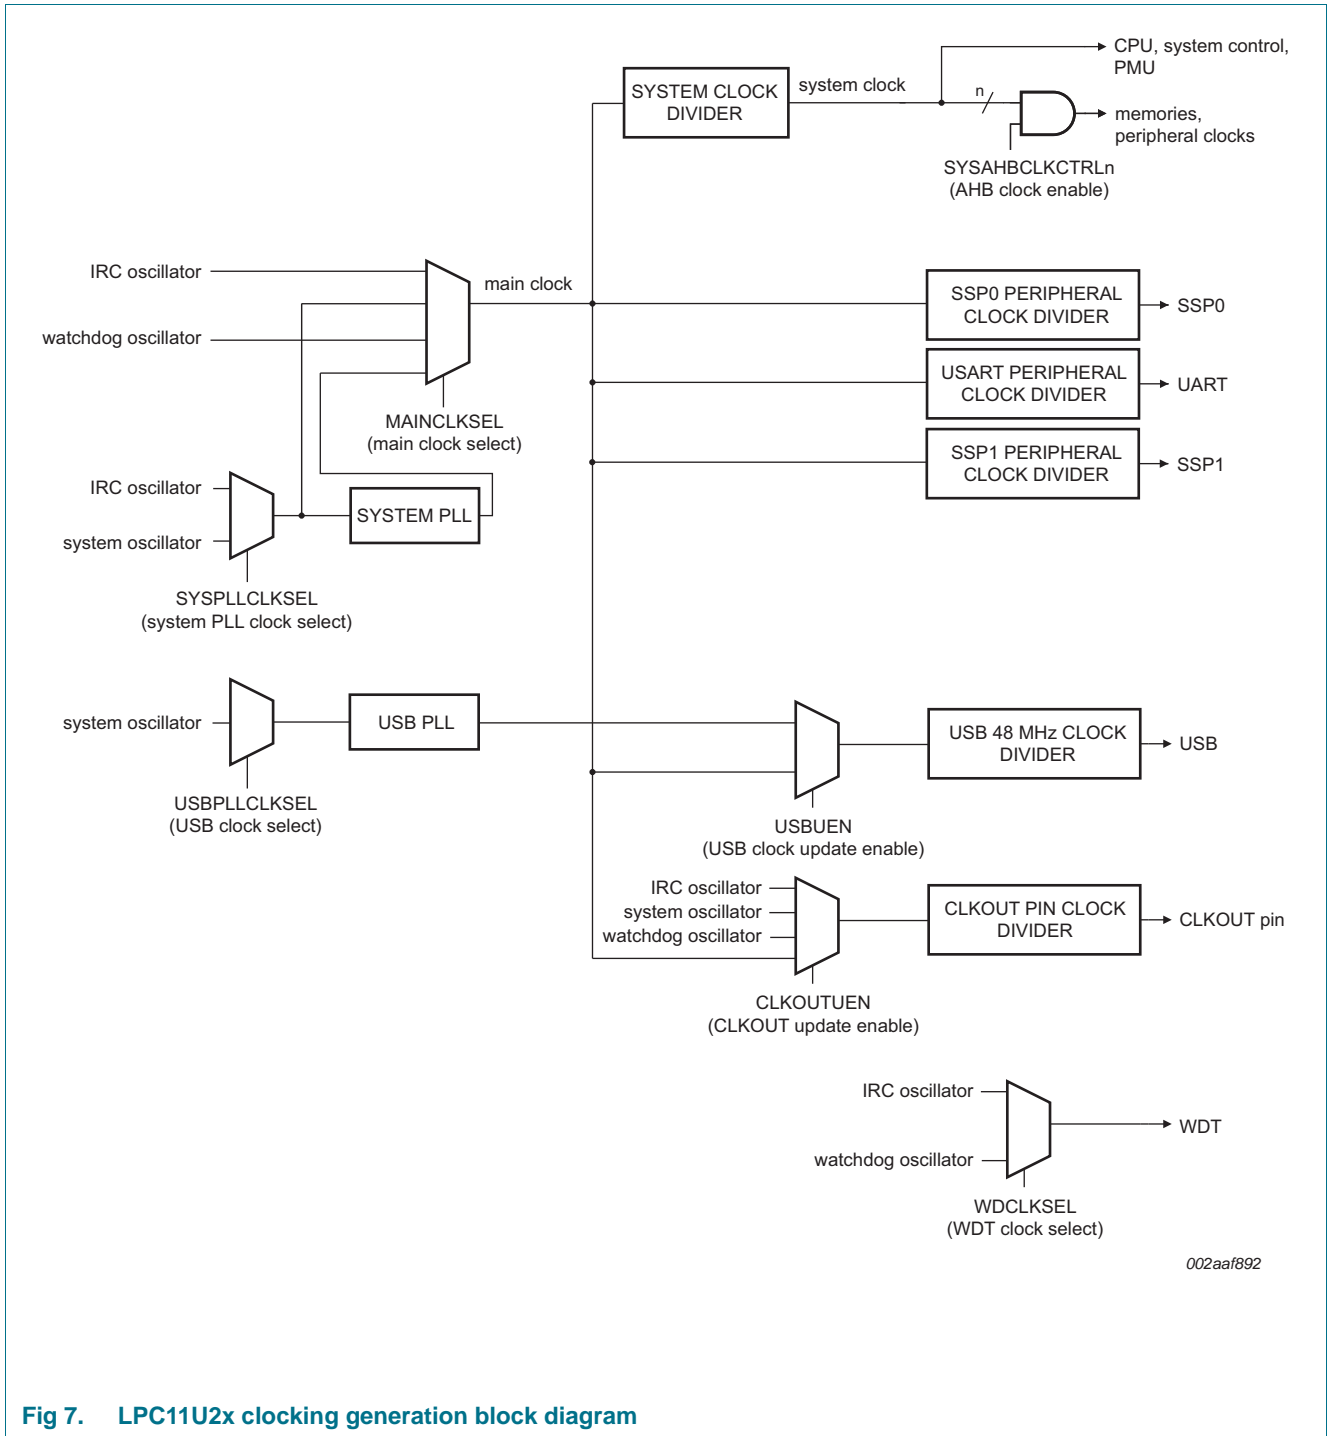 CPU, system control,
PMU
SYSTEM CLOCK
DIVIDER
system clock
n
memories,
peripheral clocks
SYSAHBCLKCTRLn
(AHB clock enable)
IRC oscillator
main clock
watchdog oscillator
SSP0 PERIPHERAL
CLOCK DIVIDER
SSP0
USART PERIPHERAL
CLOCK DIVIDER
UART
MAINCLKSEL
(main clock select)
SSP1 PERIPHERAL
CLOCK DIVIDER
SSP1
IRC oscillator
SYSTEM PLL
system oscillator
SYSPLLCLKSEL
(system PLL clock select)
system oscillator
USB PLL
USB 48 MHz CLOCK
DIVIDER
USB
USBPLLCLKSEL
(USB clock select)
USBUEN
(USB clock update enable)
IRC oscillator
system oscillator
watchdog oscillator
CLKOUT PIN CLOCK
DIVIDER
CLKOUT pin
CLKOUTUEN
(CLKOUT update enable)
IRC oscillator
WDT
watchdog oscillator
WDCLKSEL
(WDT clock select)
002aaf892
Fig 7. LPC11U2x clocking generation block diagram